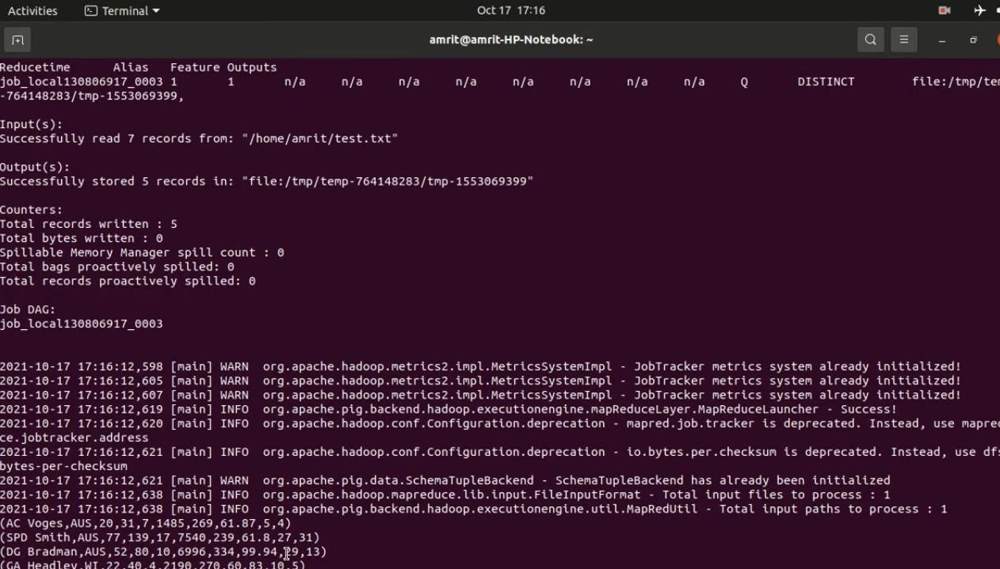 Activities Terminal Oct 17 17:16
amrit@amrit-HP-Notebook: ~
Reducetime Alias Feature Outputs
job_local130806917_0003 1 1 n/a n/a n/a n/a n/a n/a n/a n/a Q DISTINCT file:/tmp/tem
-764148283/tmp-1553069399,
Input(s):
Successfully read 7 records from: "/home/amrit/test.txt"
Output(s):
Successfully stored 5 records in: "file:/tmp/temp-764148283/tmp-1553069399"
Counters:
Total records written : 5
Total bytes written : 0
Spillable Memory Manager spill count : 0
Total bags proactively spilled: 0
Total records proactively spilled: 0
Job DAG:
job_local130806917_0003
2021-10-17 17:16:12,598 [main] WARN org.apache.hadoop.metrics2.impl.MetricsSystemImpl - JobTracker metrics system already initialized!
2021-10-17 17:16:12,605 [main] WARN org.apache.hadoop.metrics2.impl.MetricsSystemImpl - JobTracker metrics system already initialized!
2021-10-17 17:16:12,607 [main] WARN org.apache.hadoop.metrics2.impl.MetricsSystemImpl - JobTracker metrics system already initialized!
2021-10-17 17:16:12,619 [main] INFO org.apache.pig.backend.hadoop.executionengine.mapReduceLayer.MapReduceLauncher - Success!
2021-10-17 17:16:12,620 [main] INFO org.apache.hadoop.conf.Configuration.deprecation - mapred.job.tracker is deprecated. Instead, use mapred
ce.jobtracker.address
2021-10-17 17:16:12,621 [main] INFO org.apache.hadoop.conf.Configuration.deprecation - io.bytes.per.checksum is deprecated. Instead, use dfs
bytes-per-checksum
2021-10-17 17:16:12,621 [main] WARN org.apache.pig.data.SchemaTupleBackend - SchemaTupleBackend has already been initialized
2021-10-17 17:16:12,638 [main] INFO org.apache.hadoop.mapreduce.lib.input.FileInputFormat - Total input files to process : 1
2021-10-17 17:16:12,638 [main] INFO org.apache.pig.backend.hadoop.executionengine.util.MapRedUtil - Total input paths to process : 1
(AC Voges,AUS,20,31,7,1485,269,61.87,5,4)
(SPD Smith,AUS,77,139,17,7540,239,61.8,27,31)
(DG Bradman,AUS,52,80,10,6996,334,99.94,29,13)
(GA Headley,WI,22,40,4,2190,270,60.83,10,5)